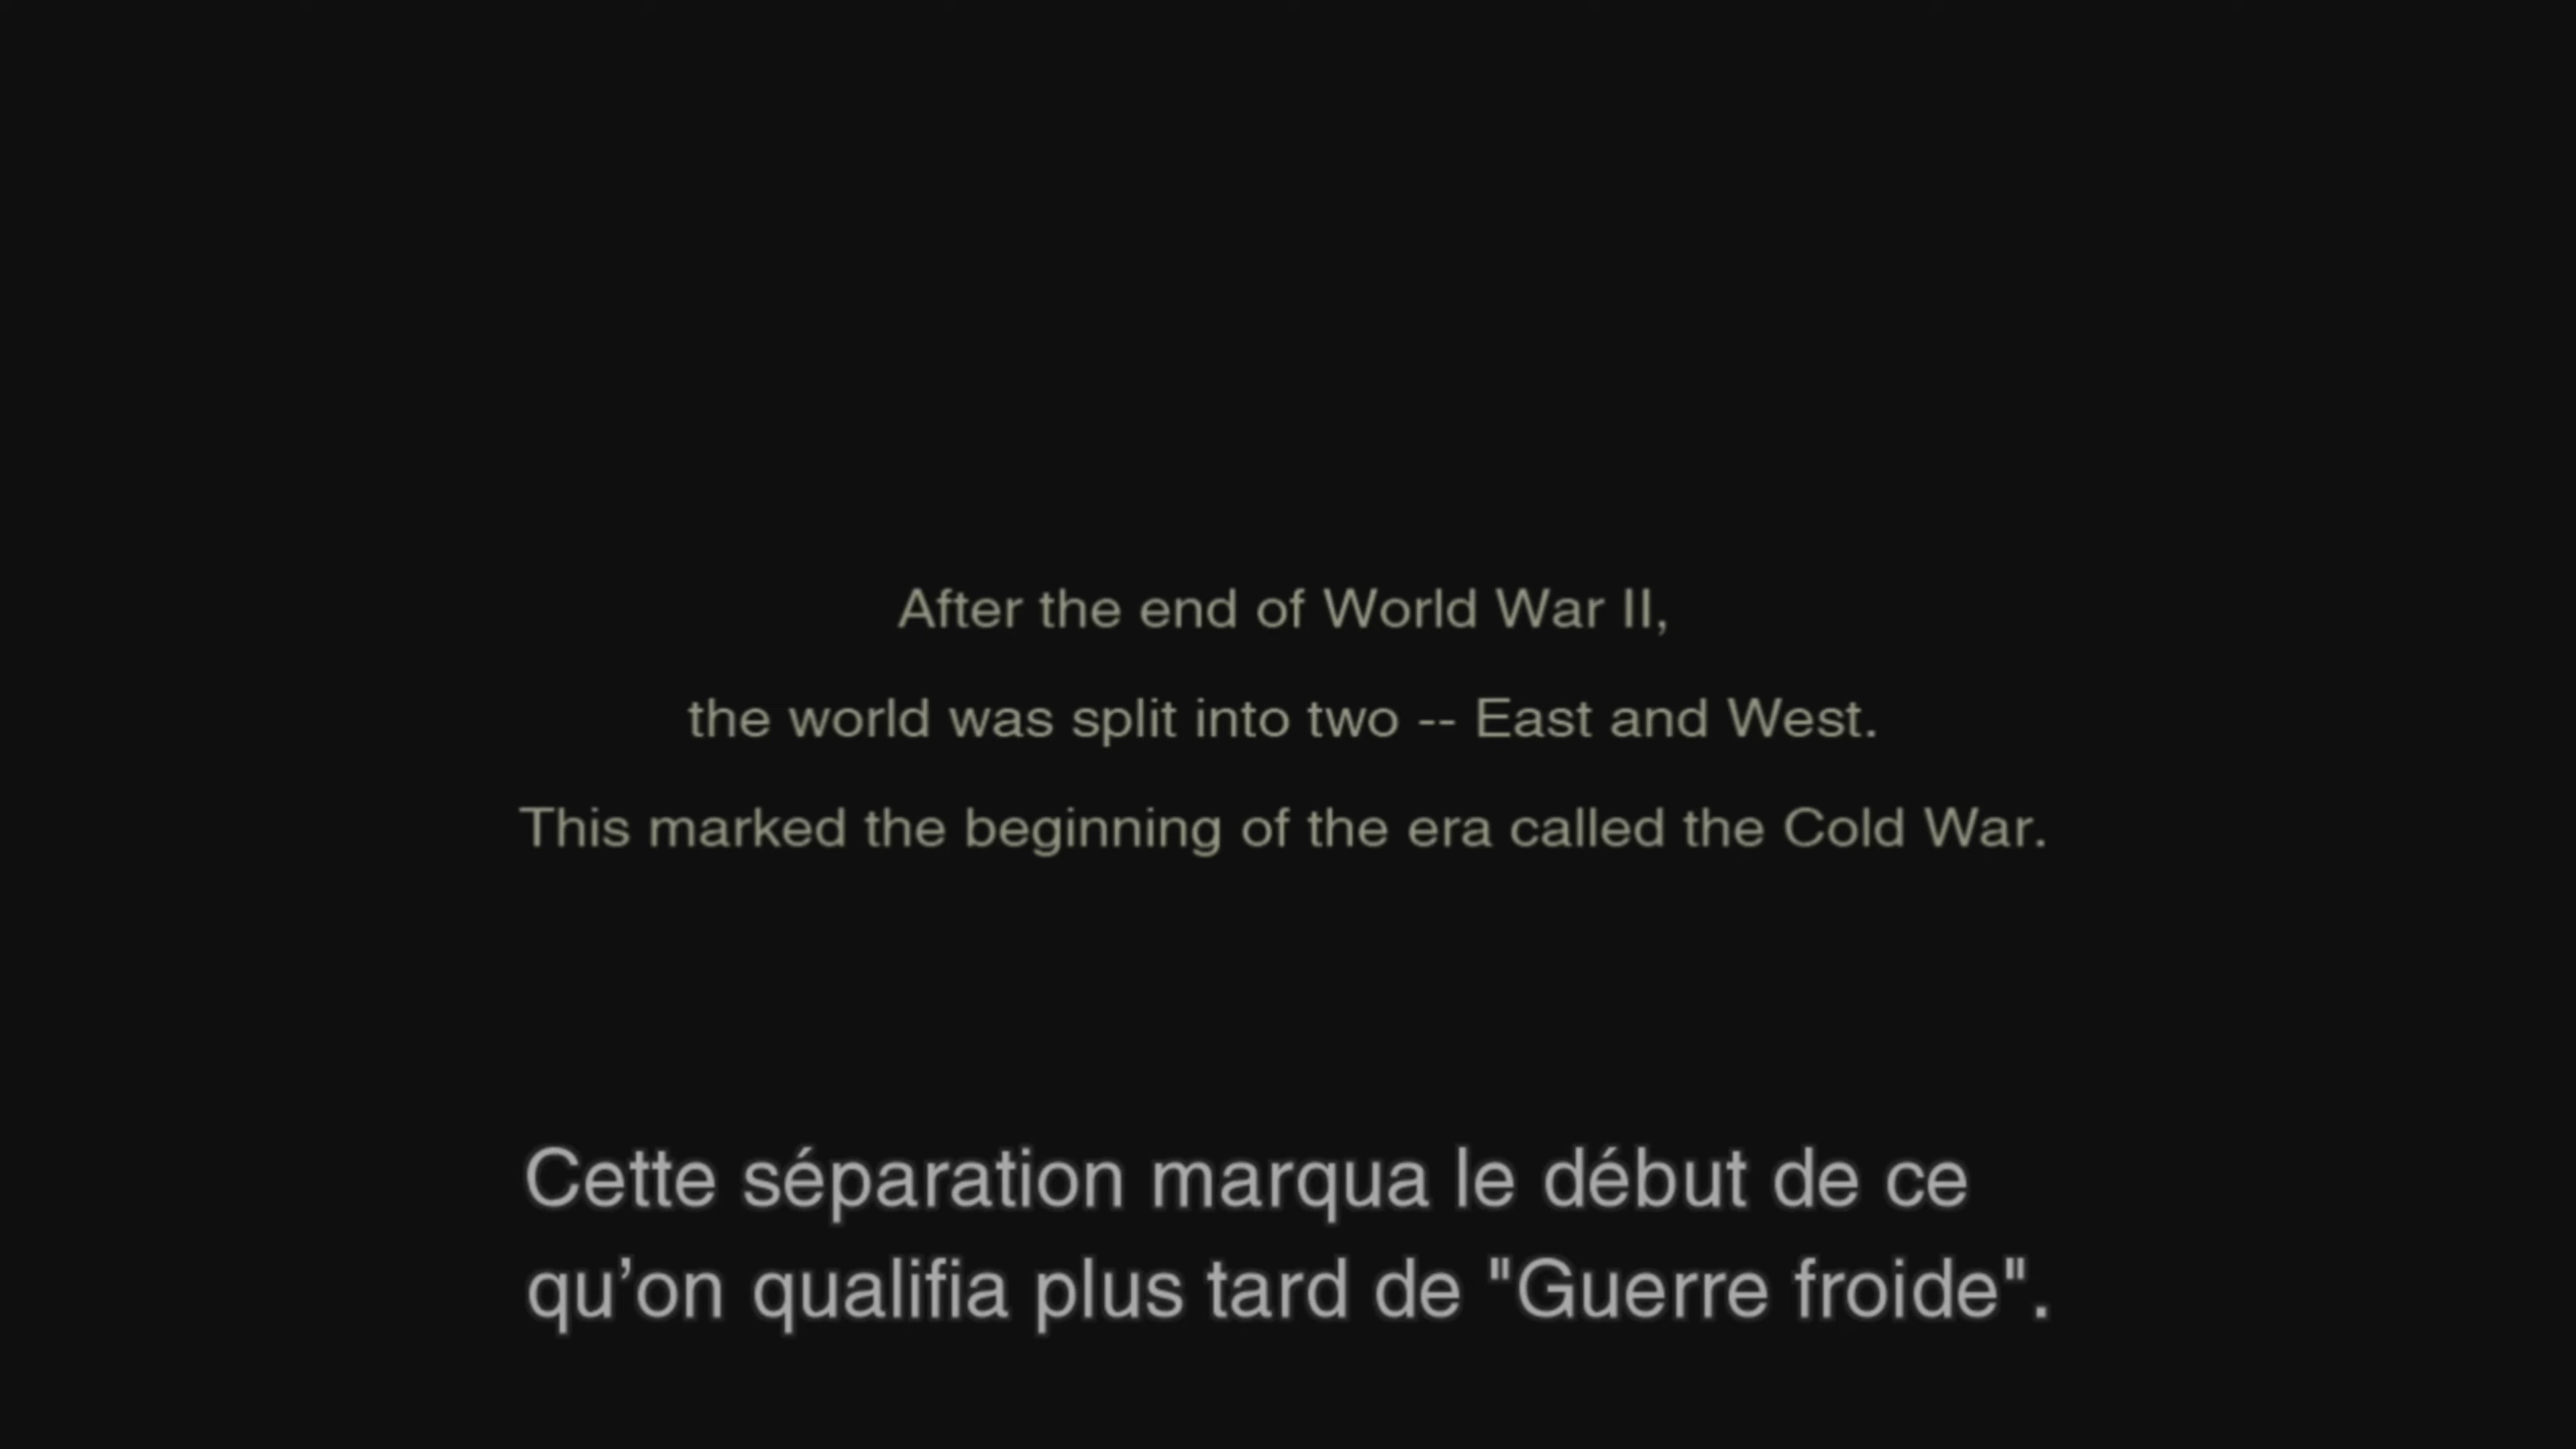 After the end of World War II,
the world was split into two -- East and West.
This marked the beginning of the era called the Cold War.
Cette séparation marqua le début de ce
qu’on qualifia plus tard de "Guerre froide".